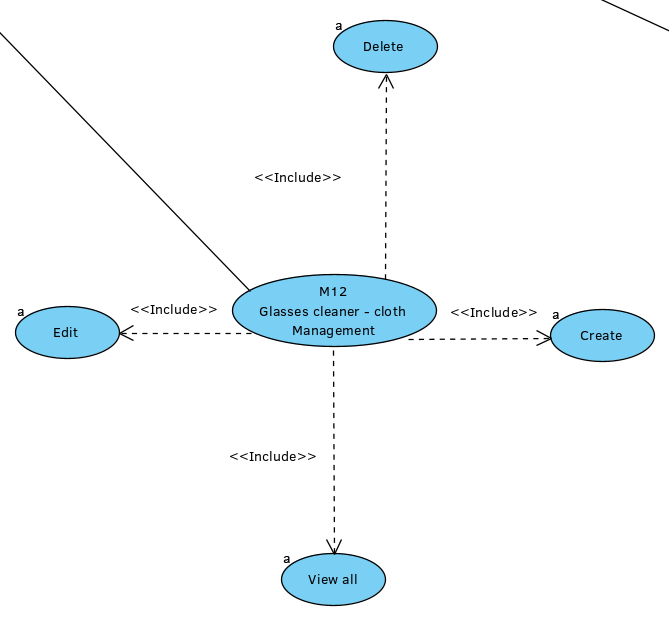 a
Delete
<<Include>>
M12
Glasses cleaner - cloth
Management
<<Include>>
a
Edit
<<Include>>
a
Create
<<Include>>
a
View all